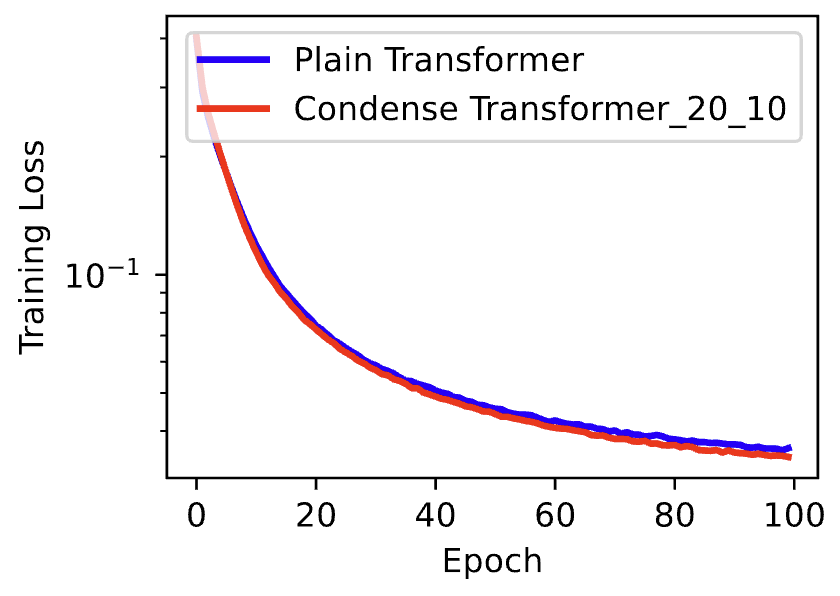 Plain Transformer
Condense Transformer_20_10
Training Loss
10⁻¹
0 20 40 60 80 100
Epoch